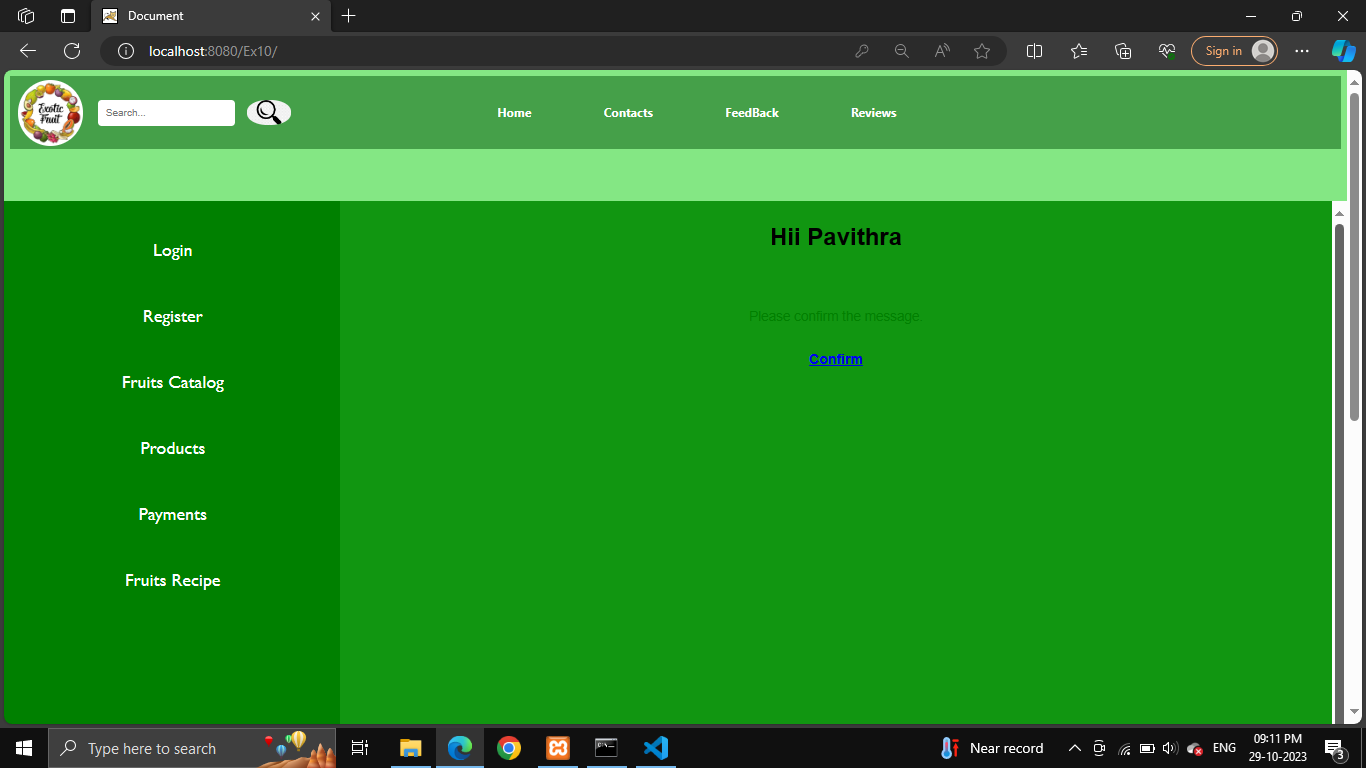 Document
localhost:8080/Ex10/
Sign in
Exotic
Fruit
Search...
Home
Contacts
FeedBack
Reviews
Login
Register
Fruits Catalog
Products
Payments
Fruits Recipe
Hii Pavithra
Please confirm the message.
Confirm
Type here to search
Near record
ENG
09:11 PM
29-10-2023
3